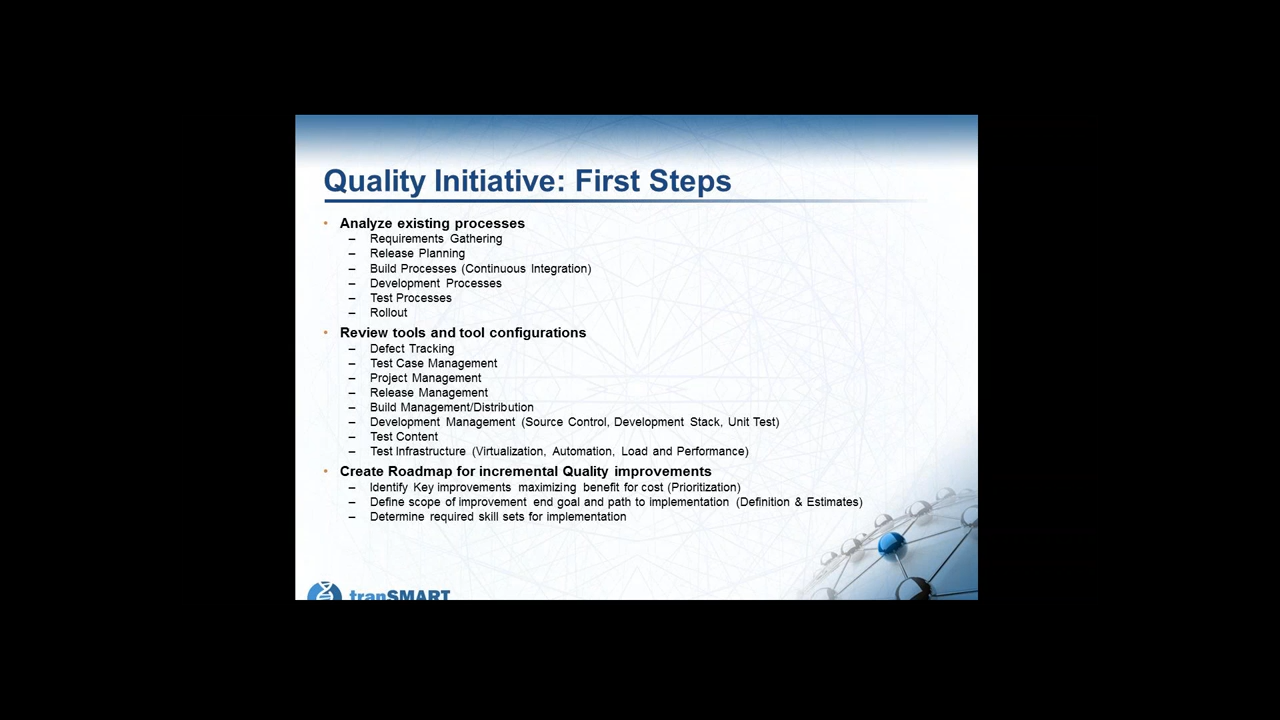 Quality Initiative: First Steps
• Analyze existing processes
– Requirements Gathering
– Release Planning
– Build Processes (Continuous Integration)
– Development Processes
– Test Processes
– Rollout
• Review tools and tool configurations
– Defect Tracking
– Test Case Management
– Project Management
– Release Management
– Build Management/Distribution
– Development Management (Source Control, Development Stack, Unit Test)
– Test Content
– Test Infrastructure (Virtualization, Automation, Load and Performance)
• Create Roadmap for incremental Quality improvements
– Identify Key improvements maximizing benefit for cost (Prioritization)
– Define scope of improvement end goal and path to implementation (Definition & Estimates)
– Determine required skill sets for implementation
tranSMART